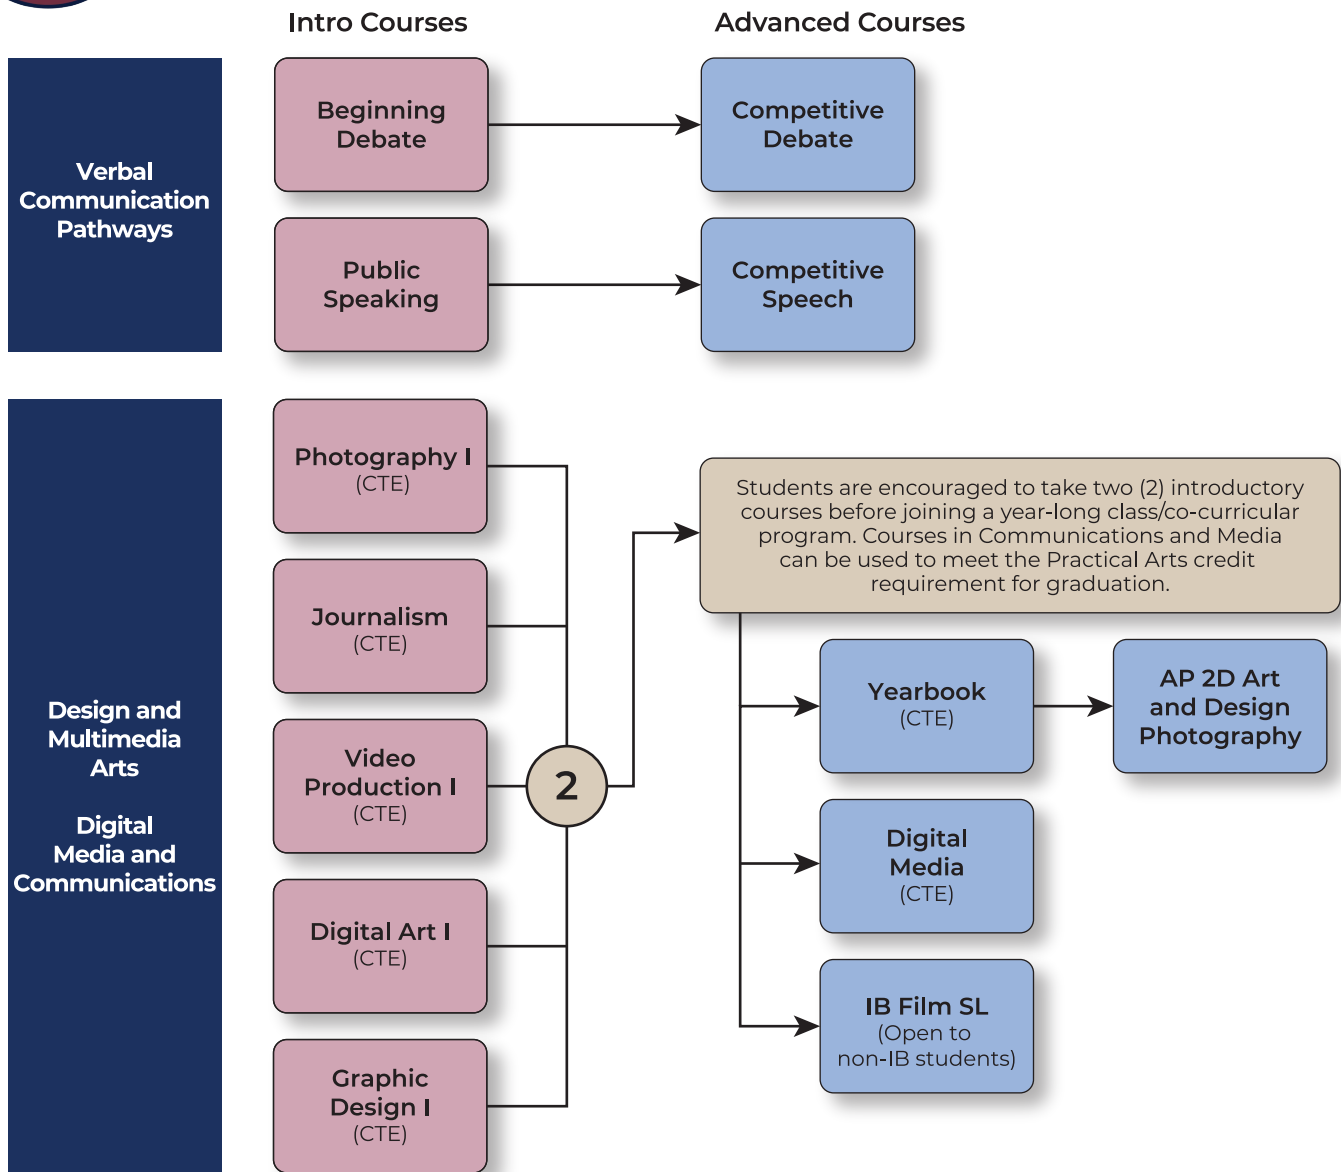 Intro Courses
Advanced Courses
Verbal
Communication
Pathways
Beginning
Debate
Competitive
Debate
Public
Speaking
Competitive
Speech
Design and
Multimedia
Arts
Digital
Media and
Communications
Photography I
(CTE)
Journalism
(CTE)
Video
Production I
(CTE)
Digital Art I
(CTE)
Graphic
Design I
(CTE)
2
Students are encouraged to take two (2) introductory
courses before joining a year-long class/co-curricular
program. Courses in Communications and Media
can be used to meet the Practical Arts credit
requirement for graduation.
Yearbook
(CTE)
AP 2D Art
and Design
Photography
Digital
Media
(CTE)
IB Film SL
(Open to
non-IB students)